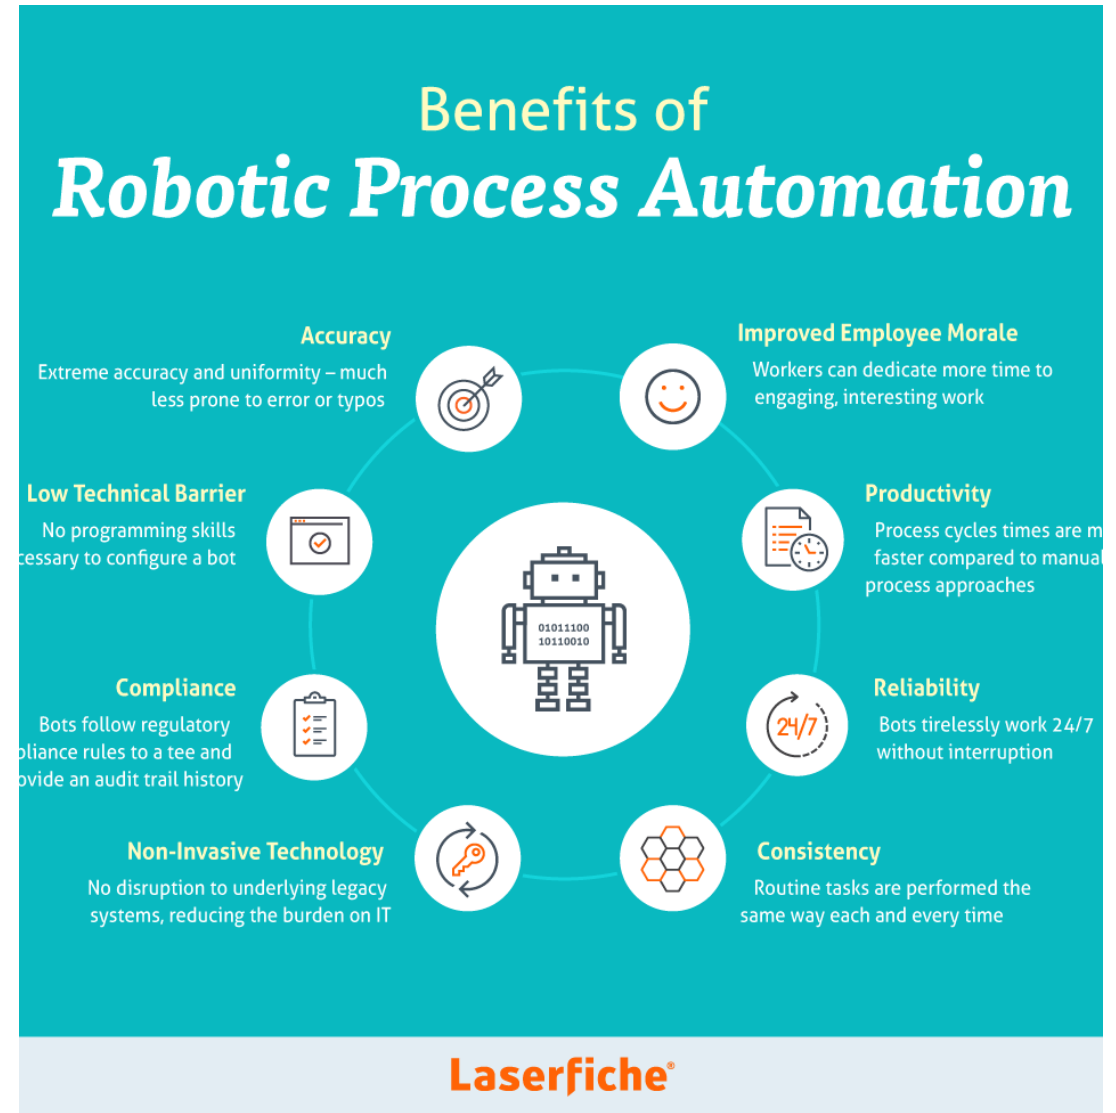 Benefits of
Robotic Process Automation
Accuracy
Extreme accuracy and uniformity – much
less prone to error or typos
Improved Employee Morale
Workers can dedicate more time to
engaging, interesting work
Low Technical Barrier
No programming skills
cessary to configure a bot
Productivity
Process cycles times are m
faster compared to manual
process approaches
01011100
10110010
Compliance
Bots follow regulatory
pliance rules to a tee and
ovide an audit trail history
Reliability
Bots tirelessly work 24/7
without interruption
24/7
Non-Invasive Technology
No disruption to underlying legacy
systems, reducing the burden on IT
Consistency
Routine tasks are performed the
same way each and every time
Laserfiche®